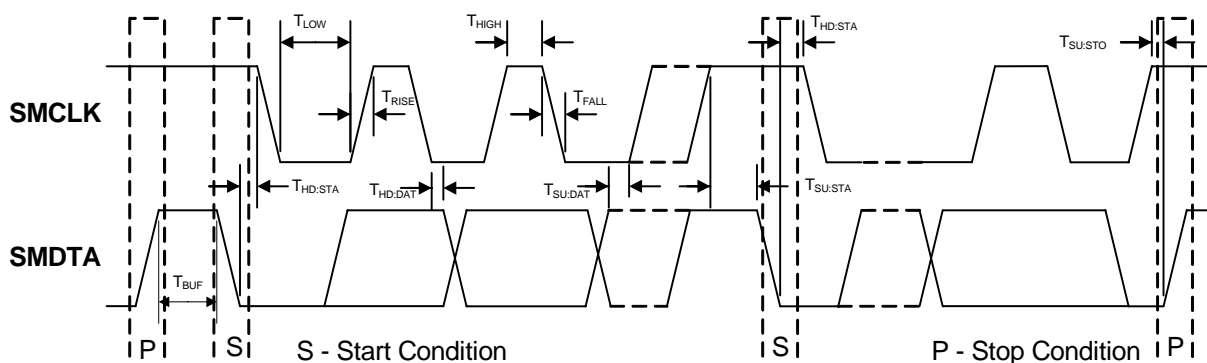 T_LOW
T_HIGH
T_HD:STA
T_SU:STO
SMCLK
T_RISE
T_FALL
T_HD:STA
T_HD:DAT
T_SU:DAT
T_SU:STA
SMDTA
T_BUF
P
S
S - Start Condition
S
P - Stop Condition
P